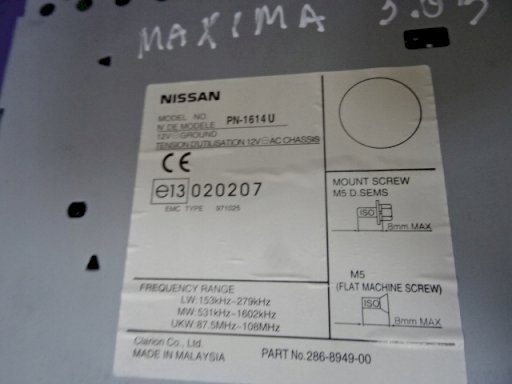 MAXIMA 3.0S
NISSAN
MODEL NO. PN-1614U
N° DE MODELE
12V ⊖ GROUND
TENSION D'UTILISATION 12V ⊖ AC CHASSIS
CE
e13 020207
EMC TYPE 971025
MOUNT SCREW
M5 D.SEMS
ISO
8mm MAX
M5
(FLAT MACHINE SCREW)
ISO
8mm MAX
FREQUENCY RANGE
LW:153kHz~279kHz
MW:531kHz~1602kHz
UKW:87.5MHz~108MHz
Clarion Co., Ltd.
MADE IN MALAYSIA
PART No.286-8949-00